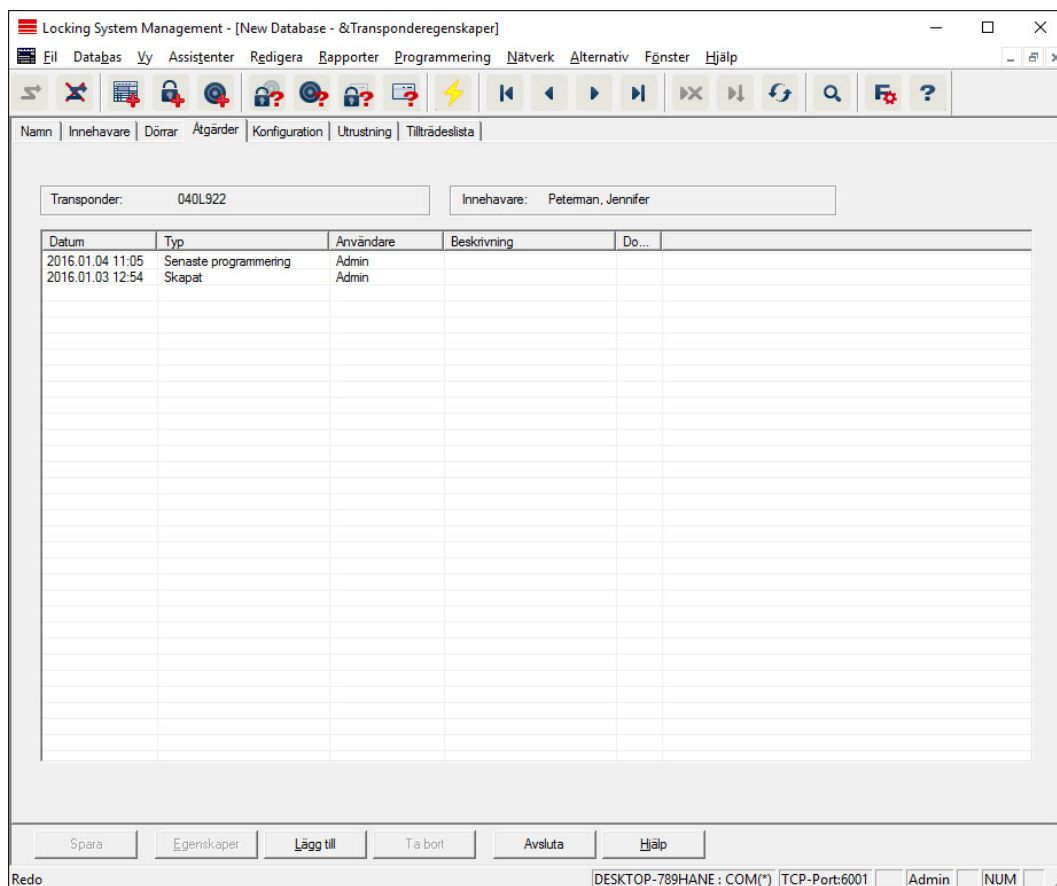 Locking System Management - [New Database - &Transponderegenskaper]
Fil Databas Vy Assistenter Redigera Rapporter Programmering Nätverk Alternativ Fönster Hjälp
Namn Innehavare Dörrar Åtgärder Konfiguration Utrustning Tillträdeslista
Transponder: 040L922 Innehavare: Peterman, Jennifer
Datum Typ Användare Beskrivning Do...
2016.01.04 11:05 Senaste programmering Admin
2016.01.03 12:54 Skapat Admin
Spara Egenskaper Lägg till Ta bort Avsluta Hjälp
Redo DESKTOP-789HANE : COM(*) TCP-Port:6001 Admin NUM